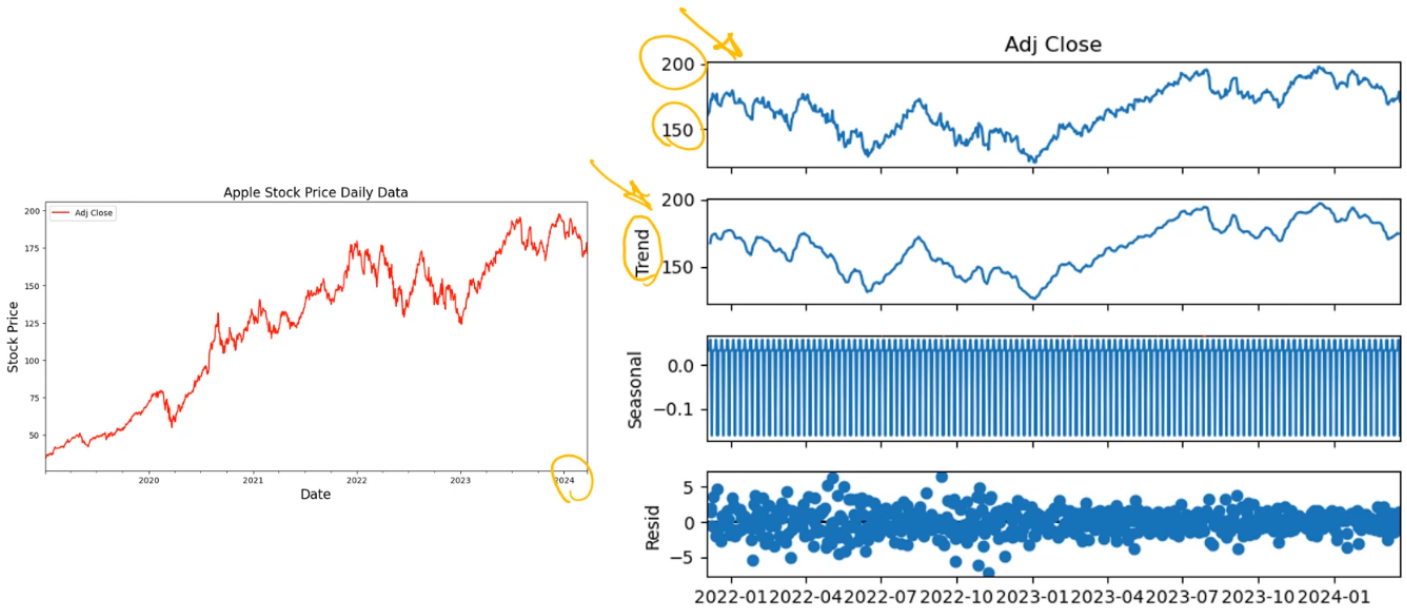 Apple Stock Price Daily Data
Adj Close
200
175
150
125
100
75
50
Stock Price
2020
2021
2022
2023
2024
Date
Adj Close
200
150
200
Trend
150
0.0
Seasonal
−0.1
5
Resid
0
−5
2022-01 2022-04 2022-07 2022-10 2023-01 2023-04 2023-07 2023-10 2024-01